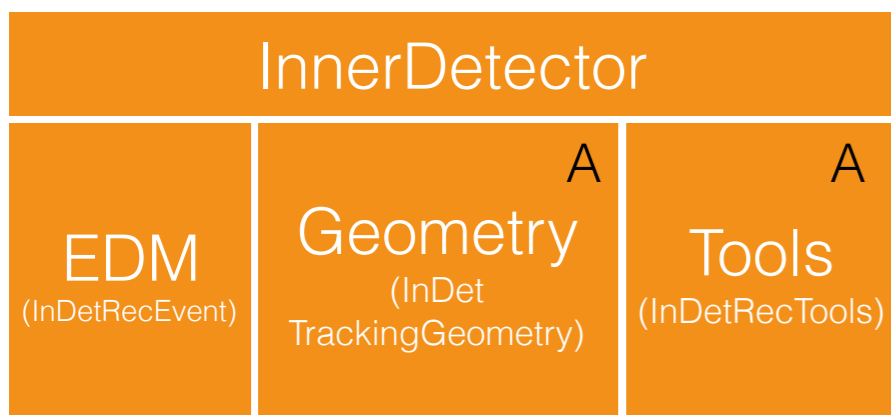 InnerDetector
EDM
(InDetRecEvent)
A
Geometry
(InDet
TrackingGeometry)
A
Tools
(InDetRecTools)